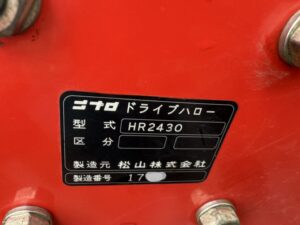 ニプロ ドライブハロー
型式 HR2430
区分
製造元 松山株式会社
製造番号 17